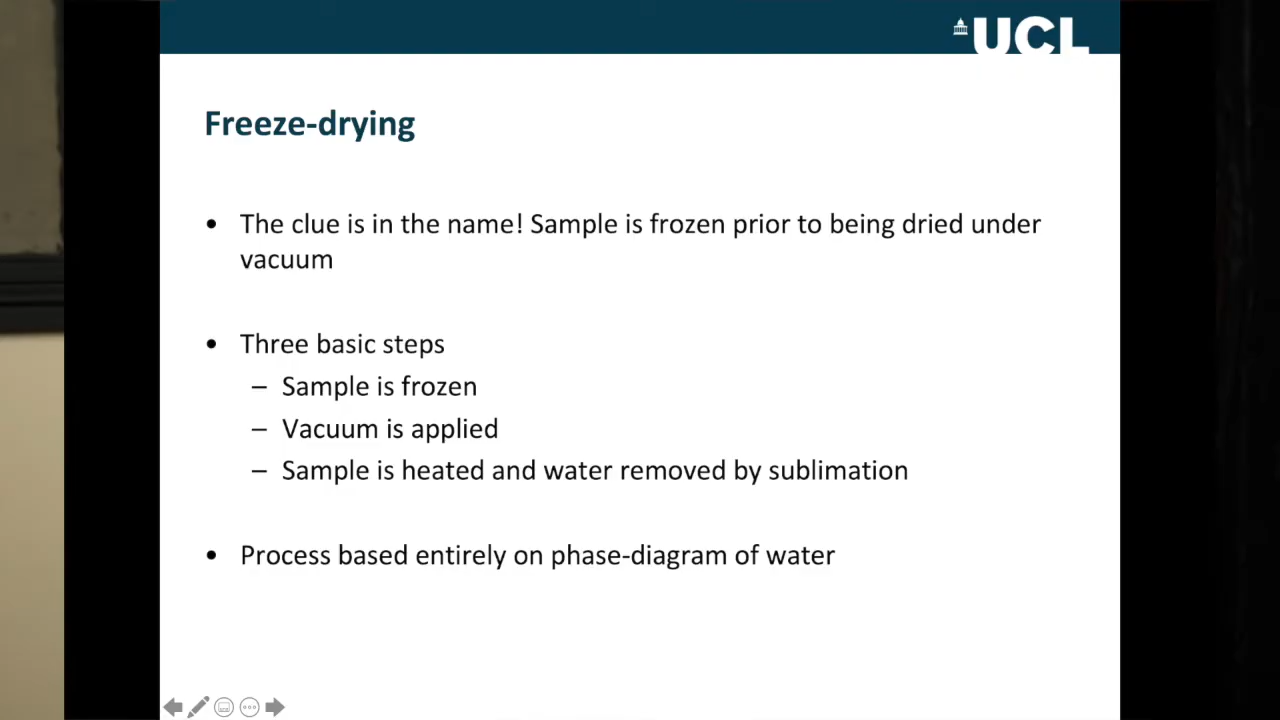 UCL
Freeze-drying
• The clue is in the name! Sample is frozen prior to being dried under
vacuum
• Three basic steps
– Sample is frozen
– Vacuum is applied
– Sample is heated and water removed by sublimation
• Process based entirely on phase-diagram of water